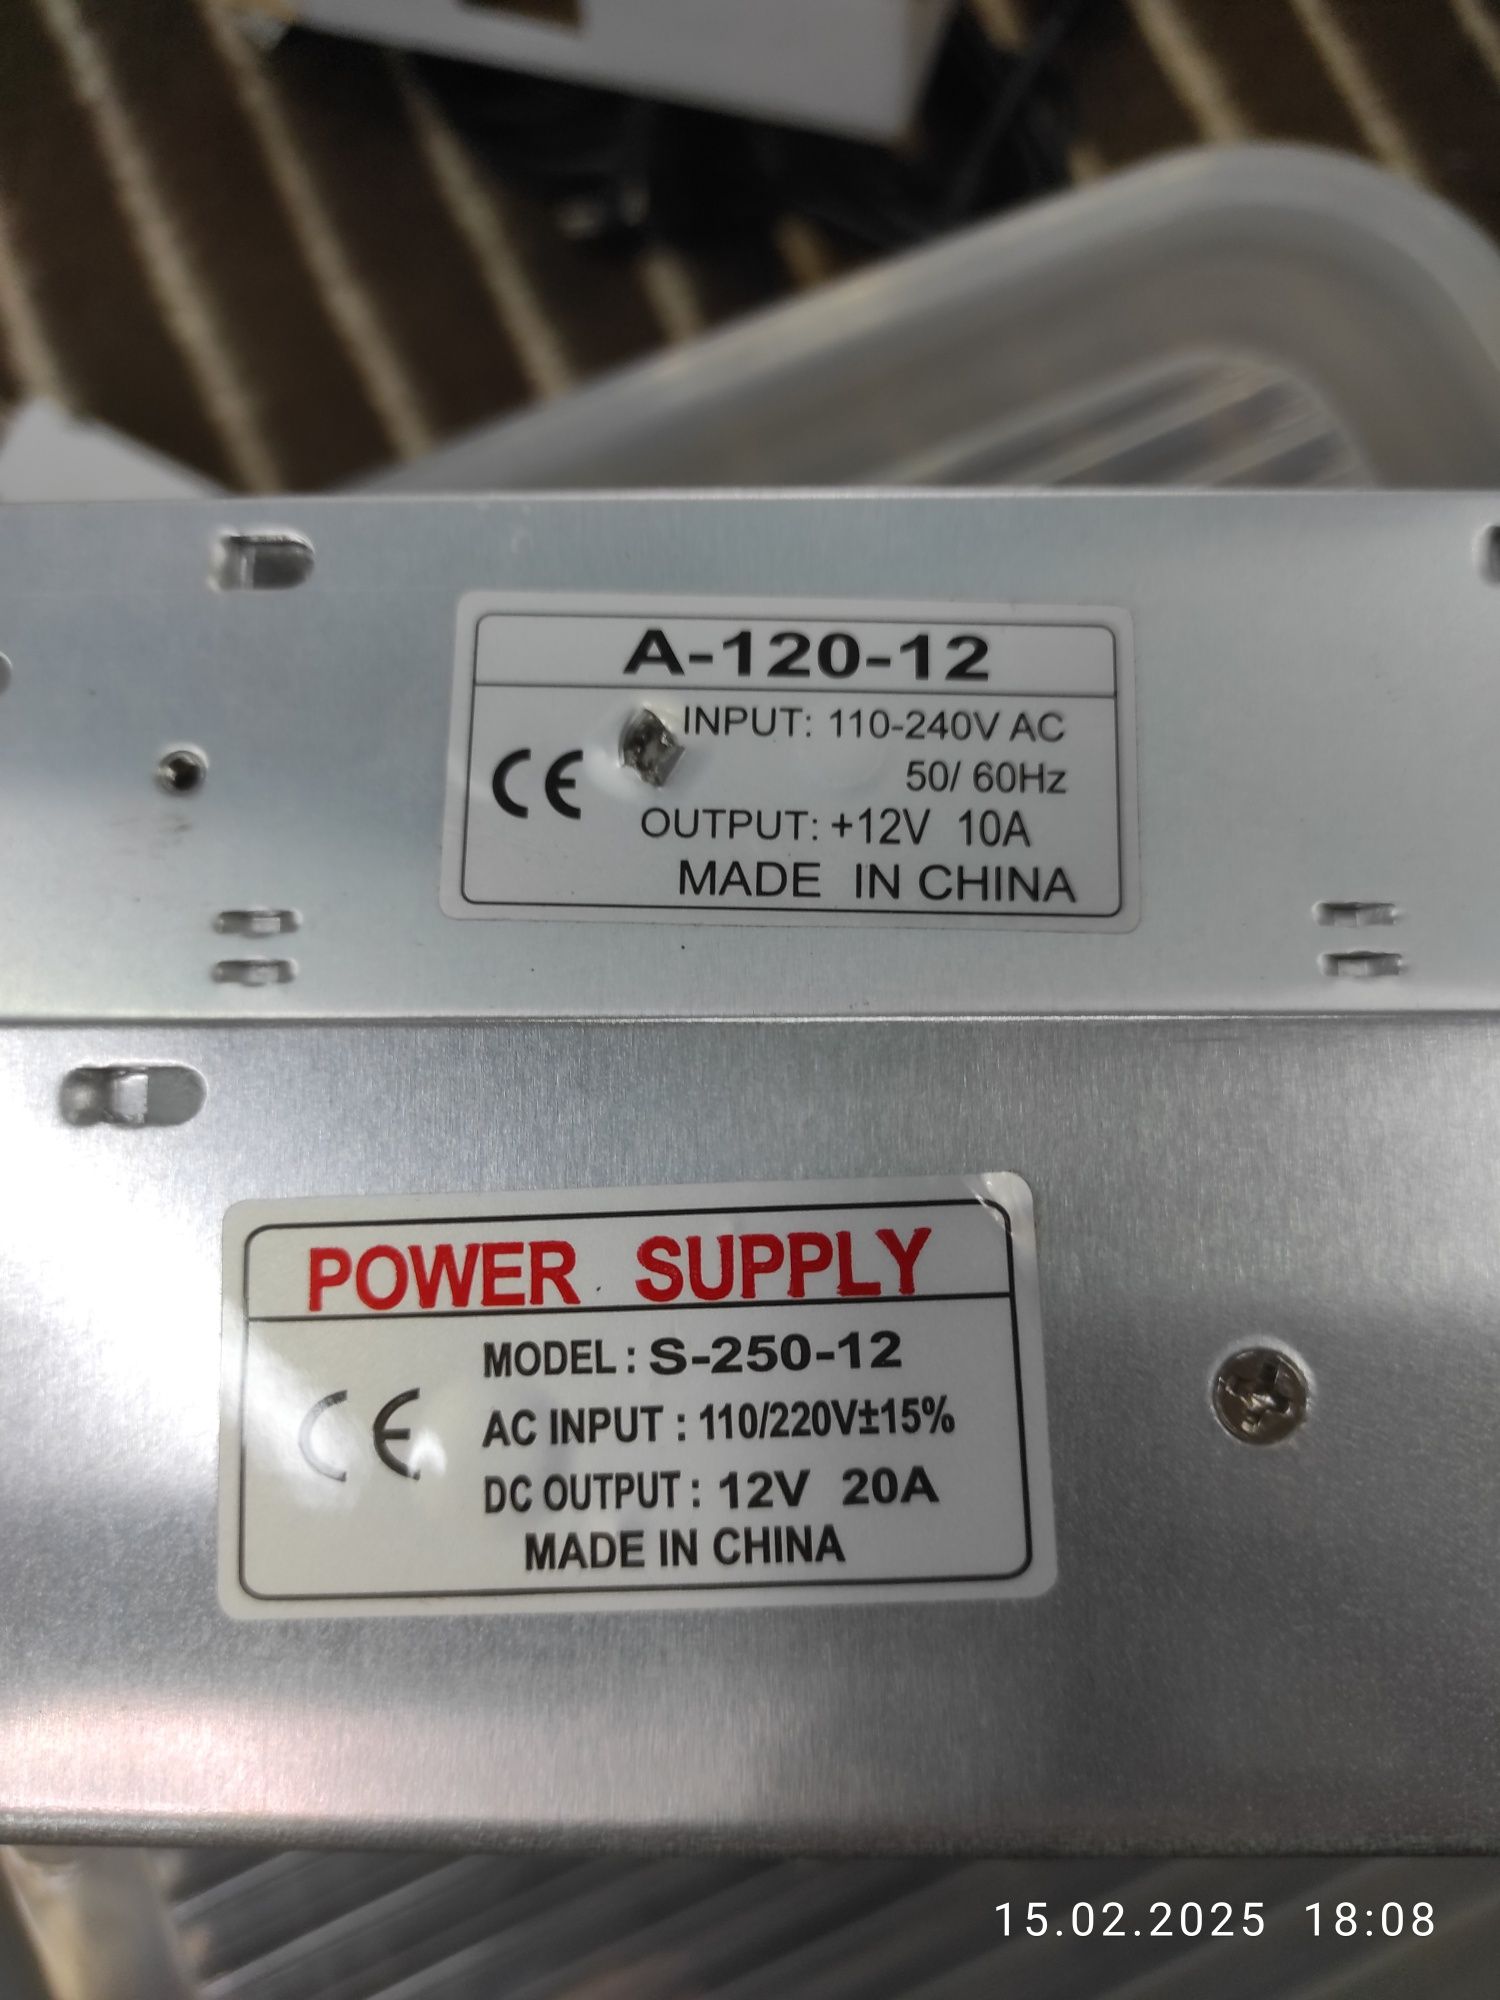 A-120-12
INPUT: 110-240V AC
50/ 60Hz
CE
OUTPUT: +12V 10A
MADE IN CHINA
POWER SUPPLY
MODEL : S-250-12
CE
AC INPUT : 110/220V±15%
DC OUTPUT : 12V 20A
MADE IN CHINA
15.02.2025 18:08